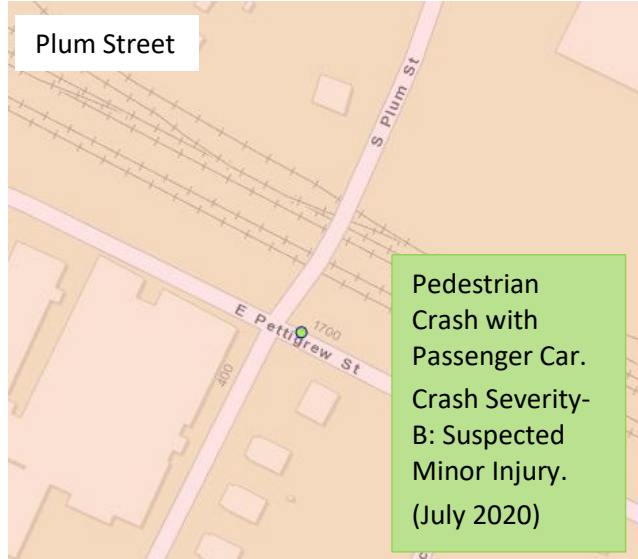 Plum Street
S Plum St
E Pettigrew St
1700
400
Pedestrian
Crash with
Passenger Car.
Crash Severity-
B: Suspected
Minor Injury.
(July 2020)